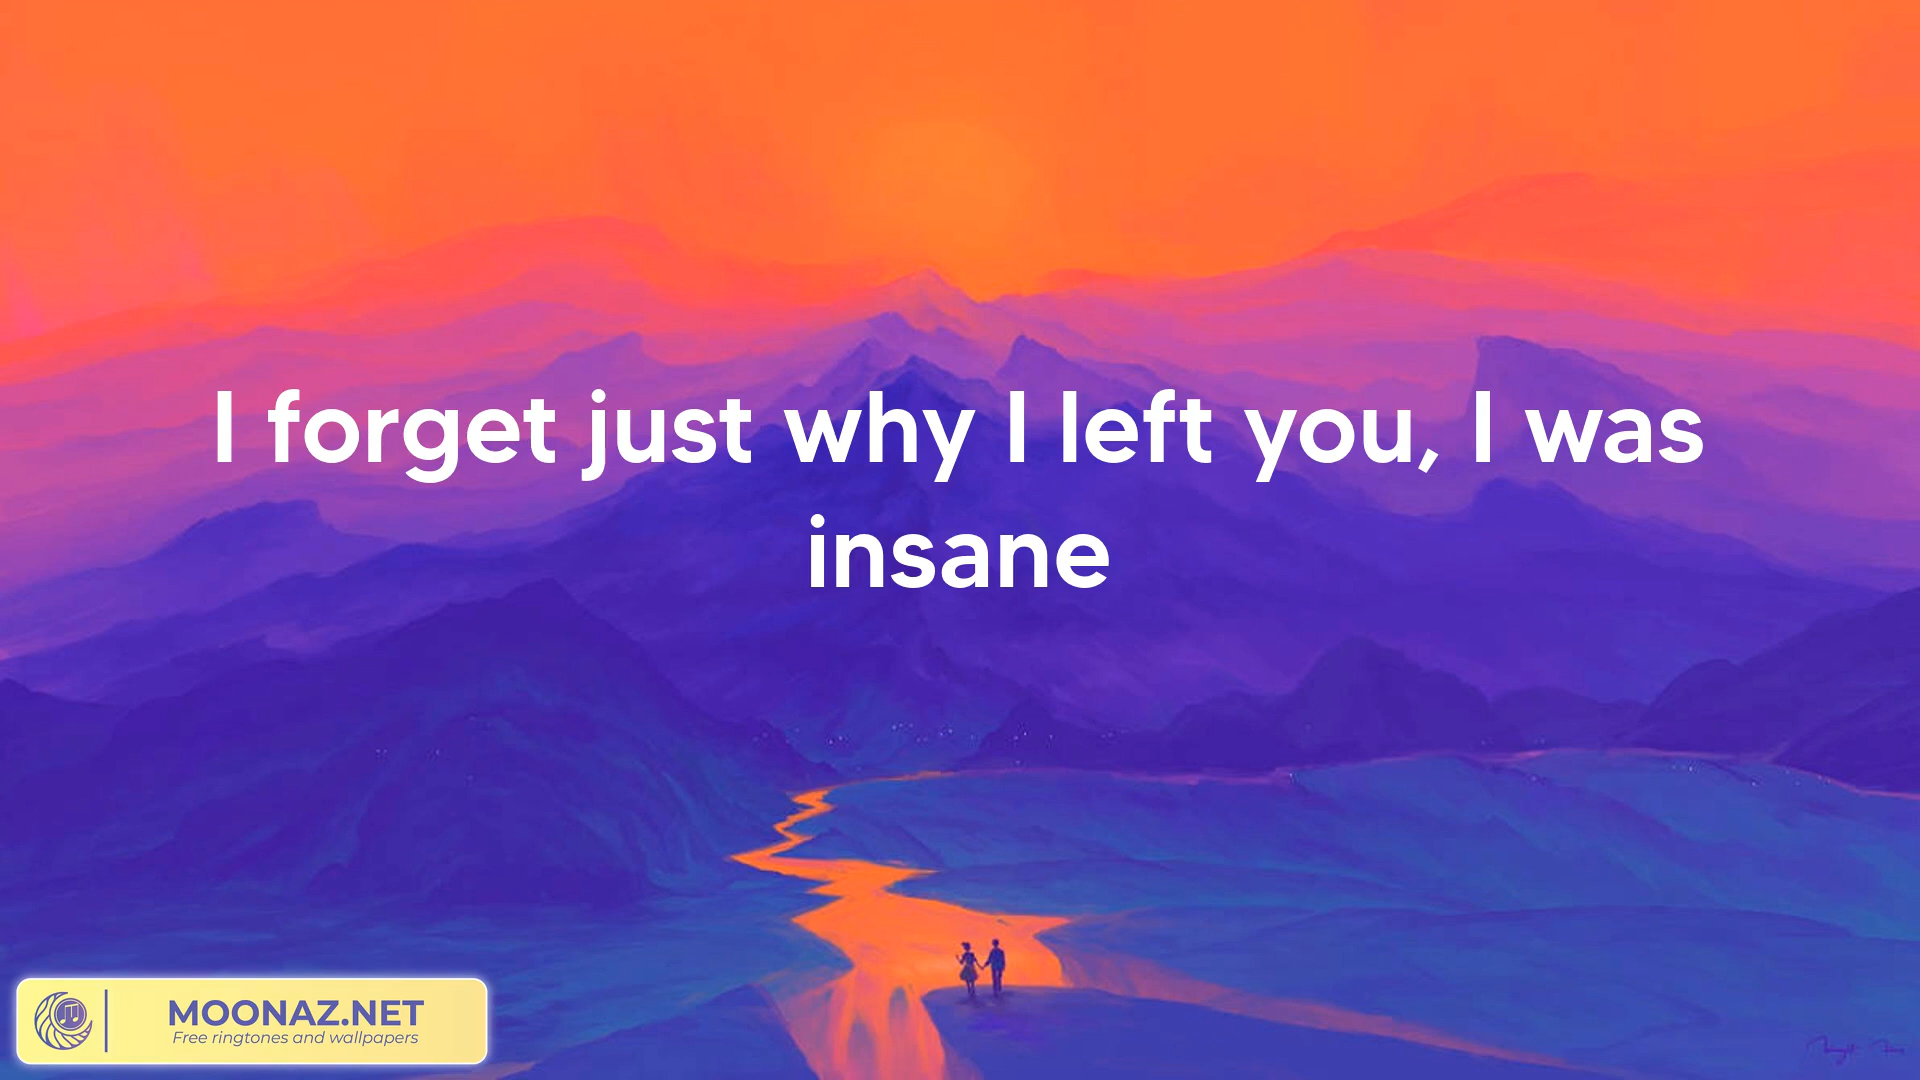 I forget just why I left you, I was
insane
MOONAZ.NET
Free ringtones and wallpapers